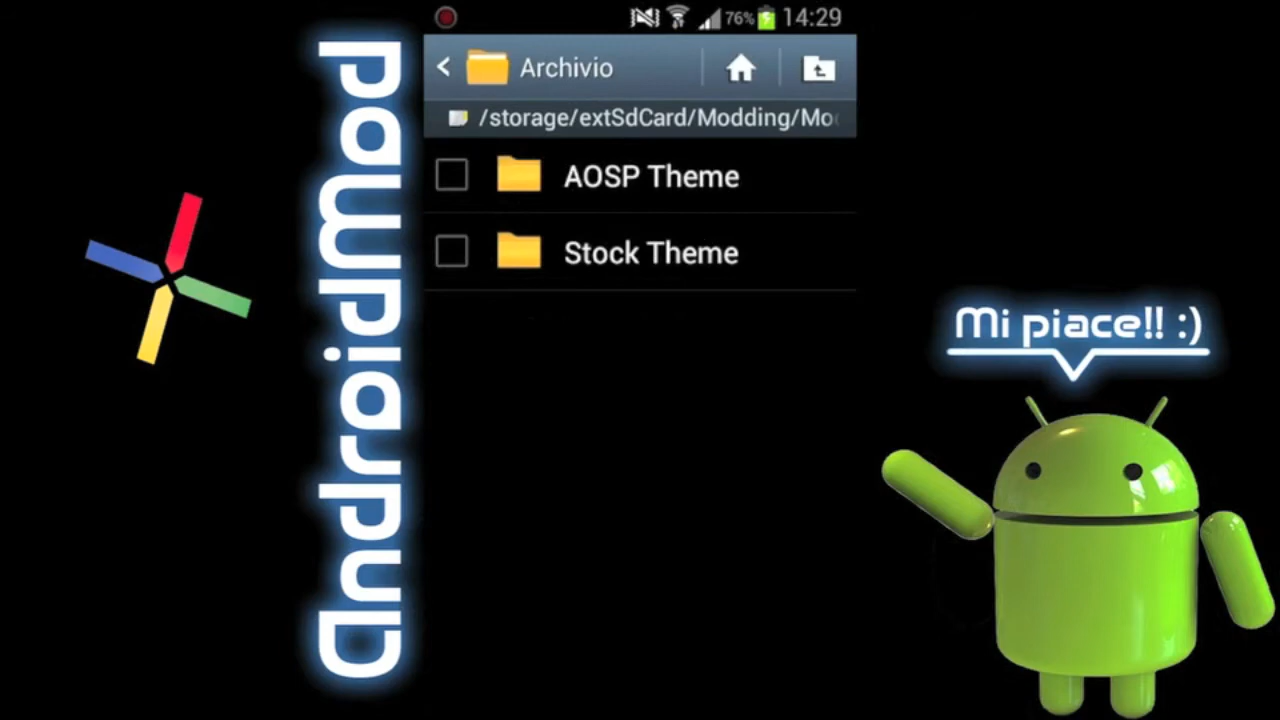 AndroidMod
76% 14:29
Archivio
/storage/extSdCard/Modding/Mo
AOSP Theme
Stock Theme
Mi piace!! :)